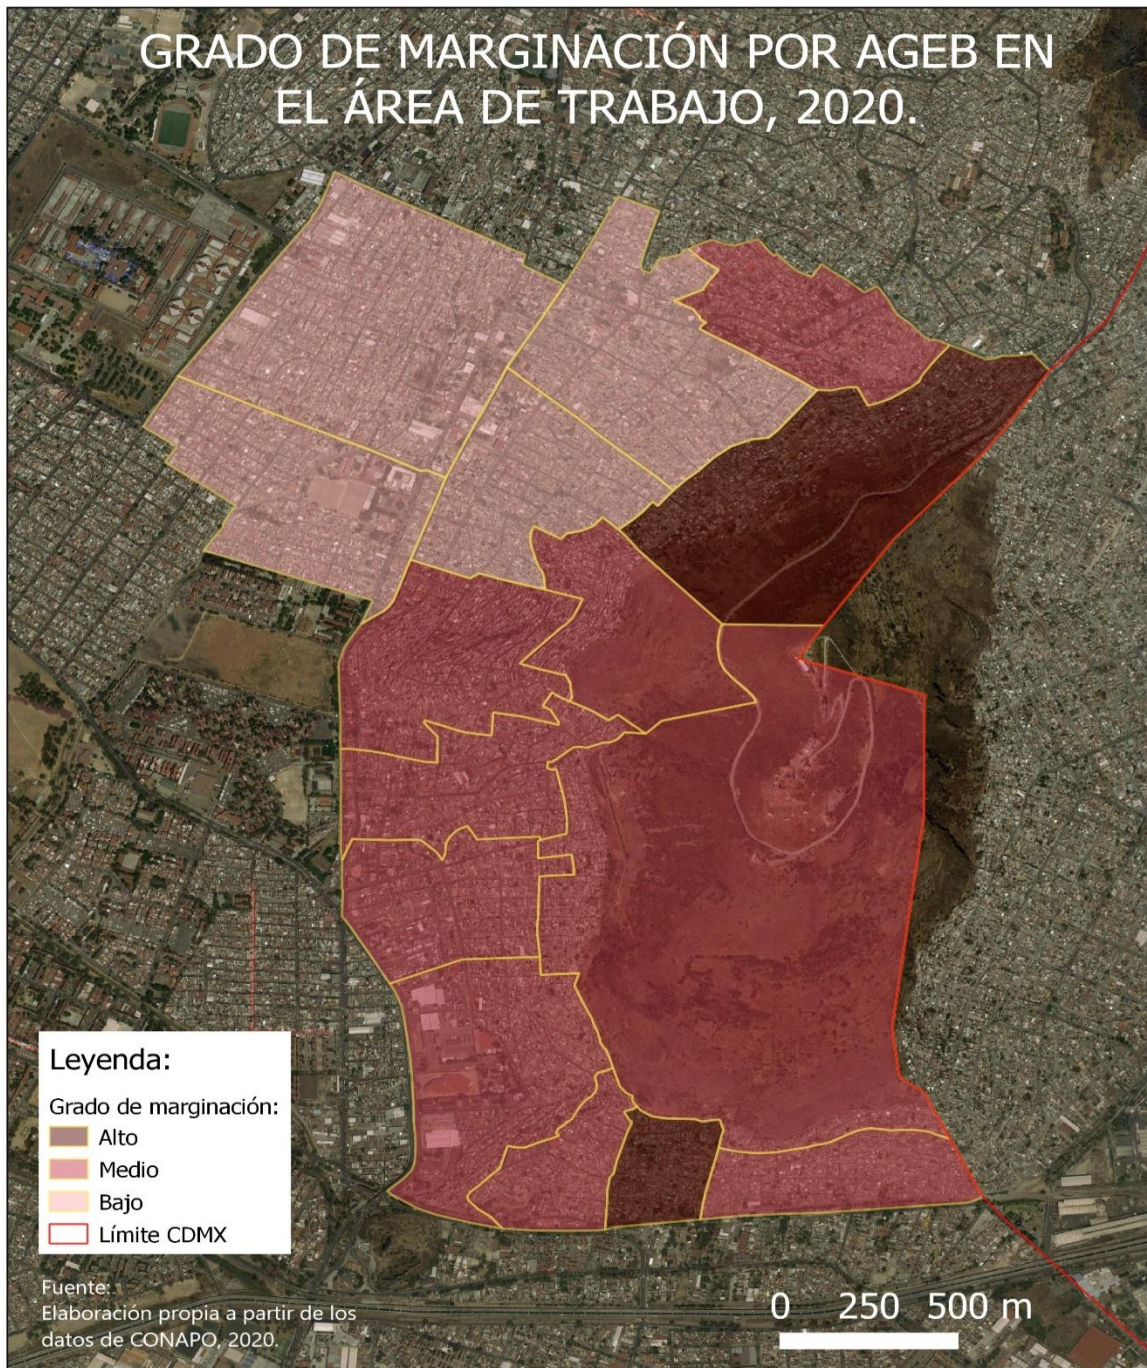 GRADO DE MARGINACIÓN POR AGEB EN
EL ÁREA DE TRABAJO, 2020.
Leyenda:
Grado de marginación:
Alto
Medio
Bajo
Límite CDMX
Fuente:
Elaboración propia a partir de los
datos de CONAPO, 2020.
0 250 500 m